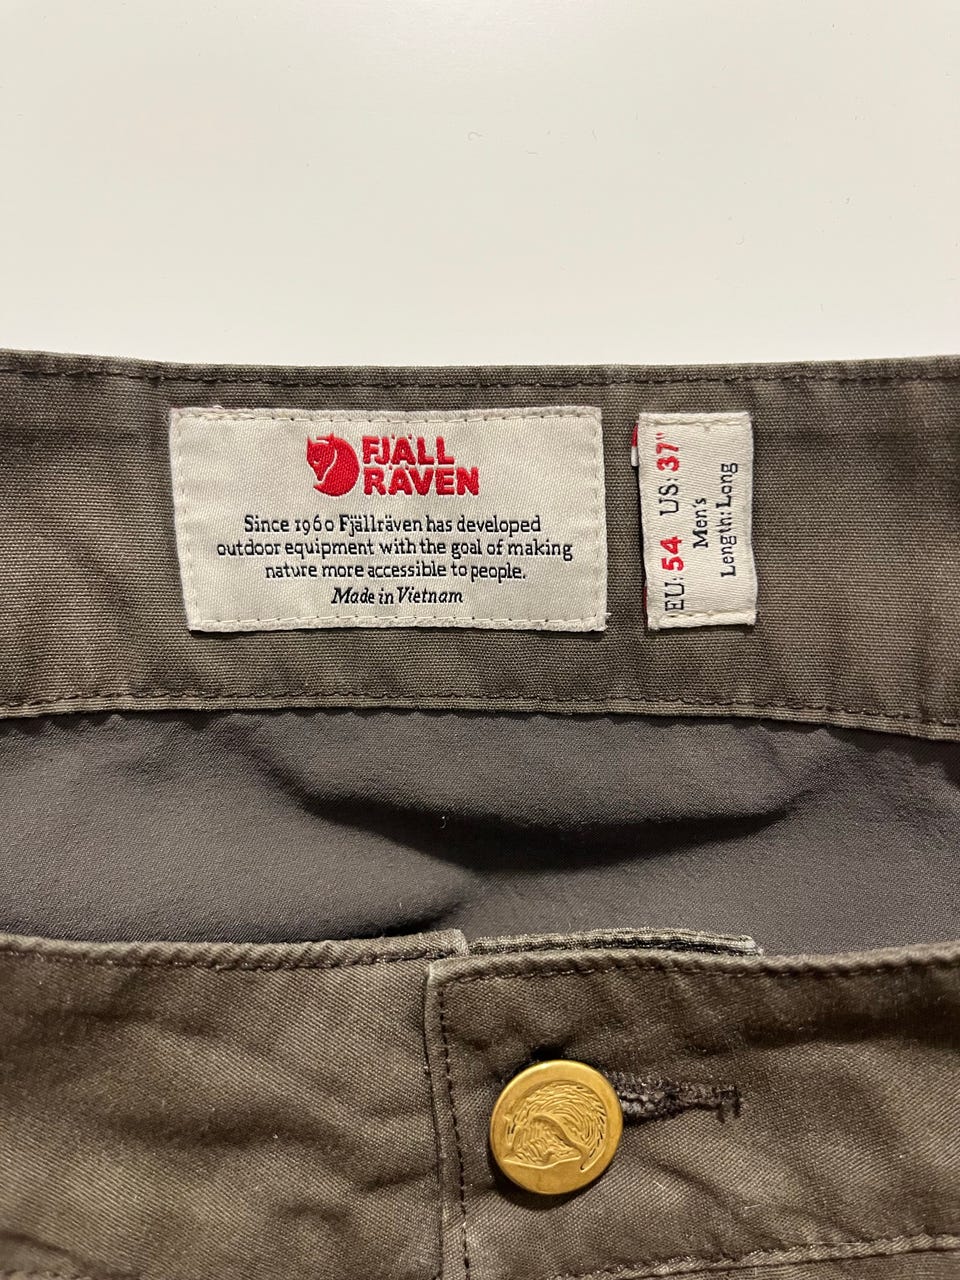 FJÄLL
RÄVEN
Since 1960 Fjällräven has developed
outdoor equipment with the goal of making
nature more accessible to people.
Made in Vietnam
EU: 54 US: 37"
Men's
Length: Long